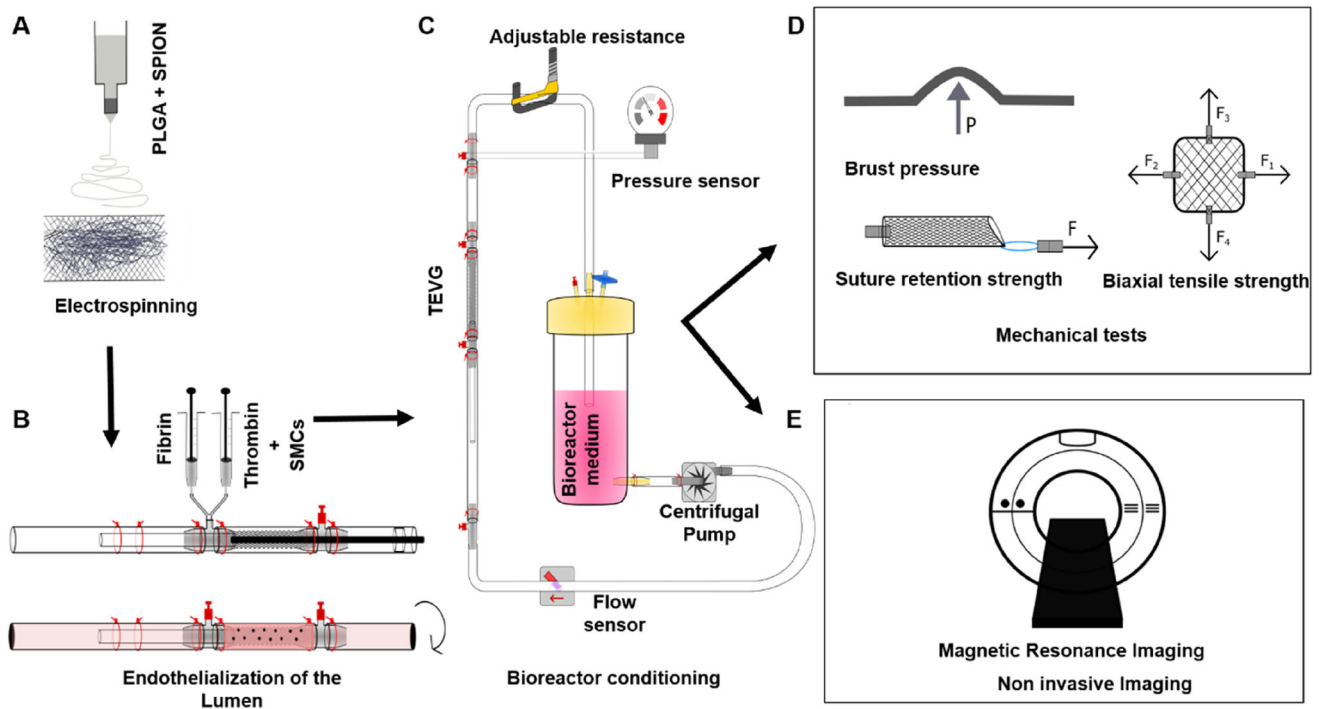 A
PLGA + SPION
Electrospinning
B
Fibrin
Thrombin
+
SMCs
Endothelialization of the
Lumen
C
Adjustable resistance
Pressure sensor
TEVG
Bioreactor
medium
Centrifugal
Pump
Flow
sensor
Bioreactor conditioning
D
P
Brust pressure
F3
F2
F1
F4
F
Suture retention strength
Biaxial tensile strength
Mechanical tests
E
Magnetic Resonance Imaging
Non invasive Imaging